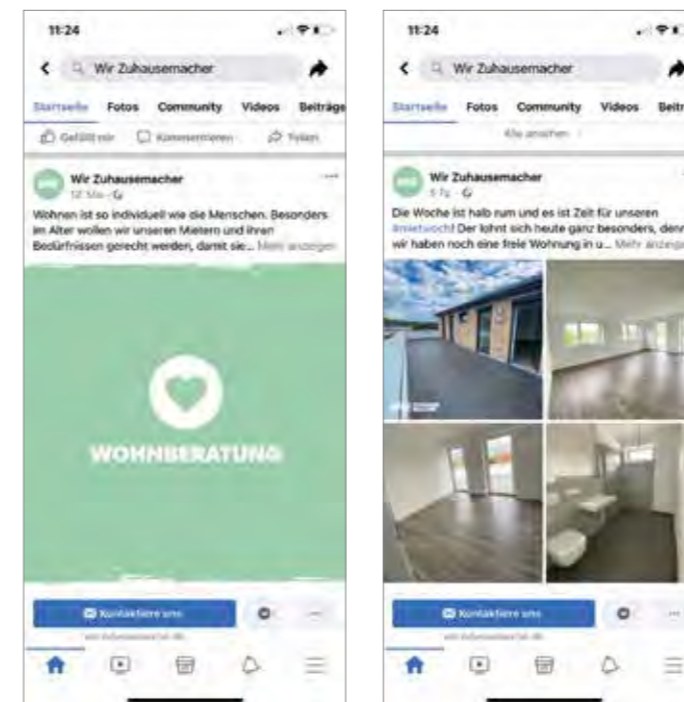 11:24
Wir Zuhausemacher
Startseite Fotos Community Videos Beiträge
Gefällt mir Kommentieren Teilen
Wir Zuhausemacher
Wohnen ist so individuell wie die Menschen. Besonders
im Alter wollen wir unseren Mietern und ihren
Bedürfnissen gerecht werden, damit sie... Mehr anzeigen
WOHNBERATUNG
Kontaktiere uns
11:24
Wir Zuhausemacher
Startseite Fotos Community Videos Beitr
Alle ansehen
Wir Zuhausemacher
Die Woche ist halb rum und es ist Zeit für unseren
#mietwoch! Der lohnt sich heute ganz besonders, denn
wir haben noch eine freie Wohnung in u... Mehr anzeigen
Kontaktiere uns